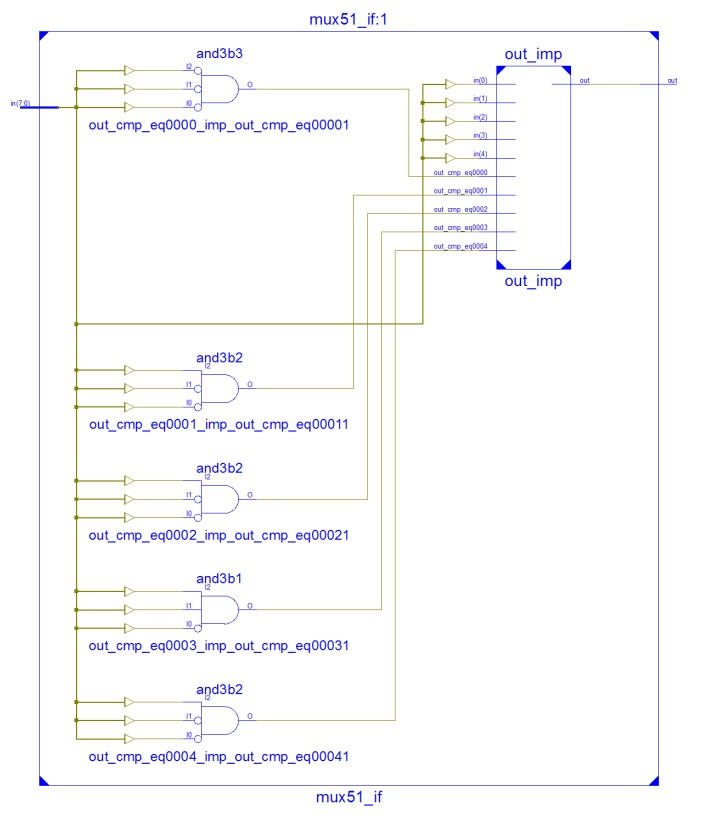 mux51_if:1
and3b3
out_imp
I2
in(0)
out
out
I1
O
in(1)
in(7:0)
I0
in(2)
out_cmp_eq0000_imp_out_cmp_eq00001
in(3)
in(4)
out_cmp_eq0000
out_cmp_eq0001
out_cmp_eq0002
out_cmp_eq0003
out_cmp_eq0004
out_imp
and3b2
I2
I1
O
I0
out_cmp_eq0001_imp_out_cmp_eq00011
and3b2
I2
I1
O
I0
out_cmp_eq0002_imp_out_cmp_eq00021
and3b1
I2
I1
O
I0
out_cmp_eq0003_imp_out_cmp_eq00031
and3b2
I2
I1
O
I0
out_cmp_eq0004_imp_out_cmp_eq00041
mux51_if